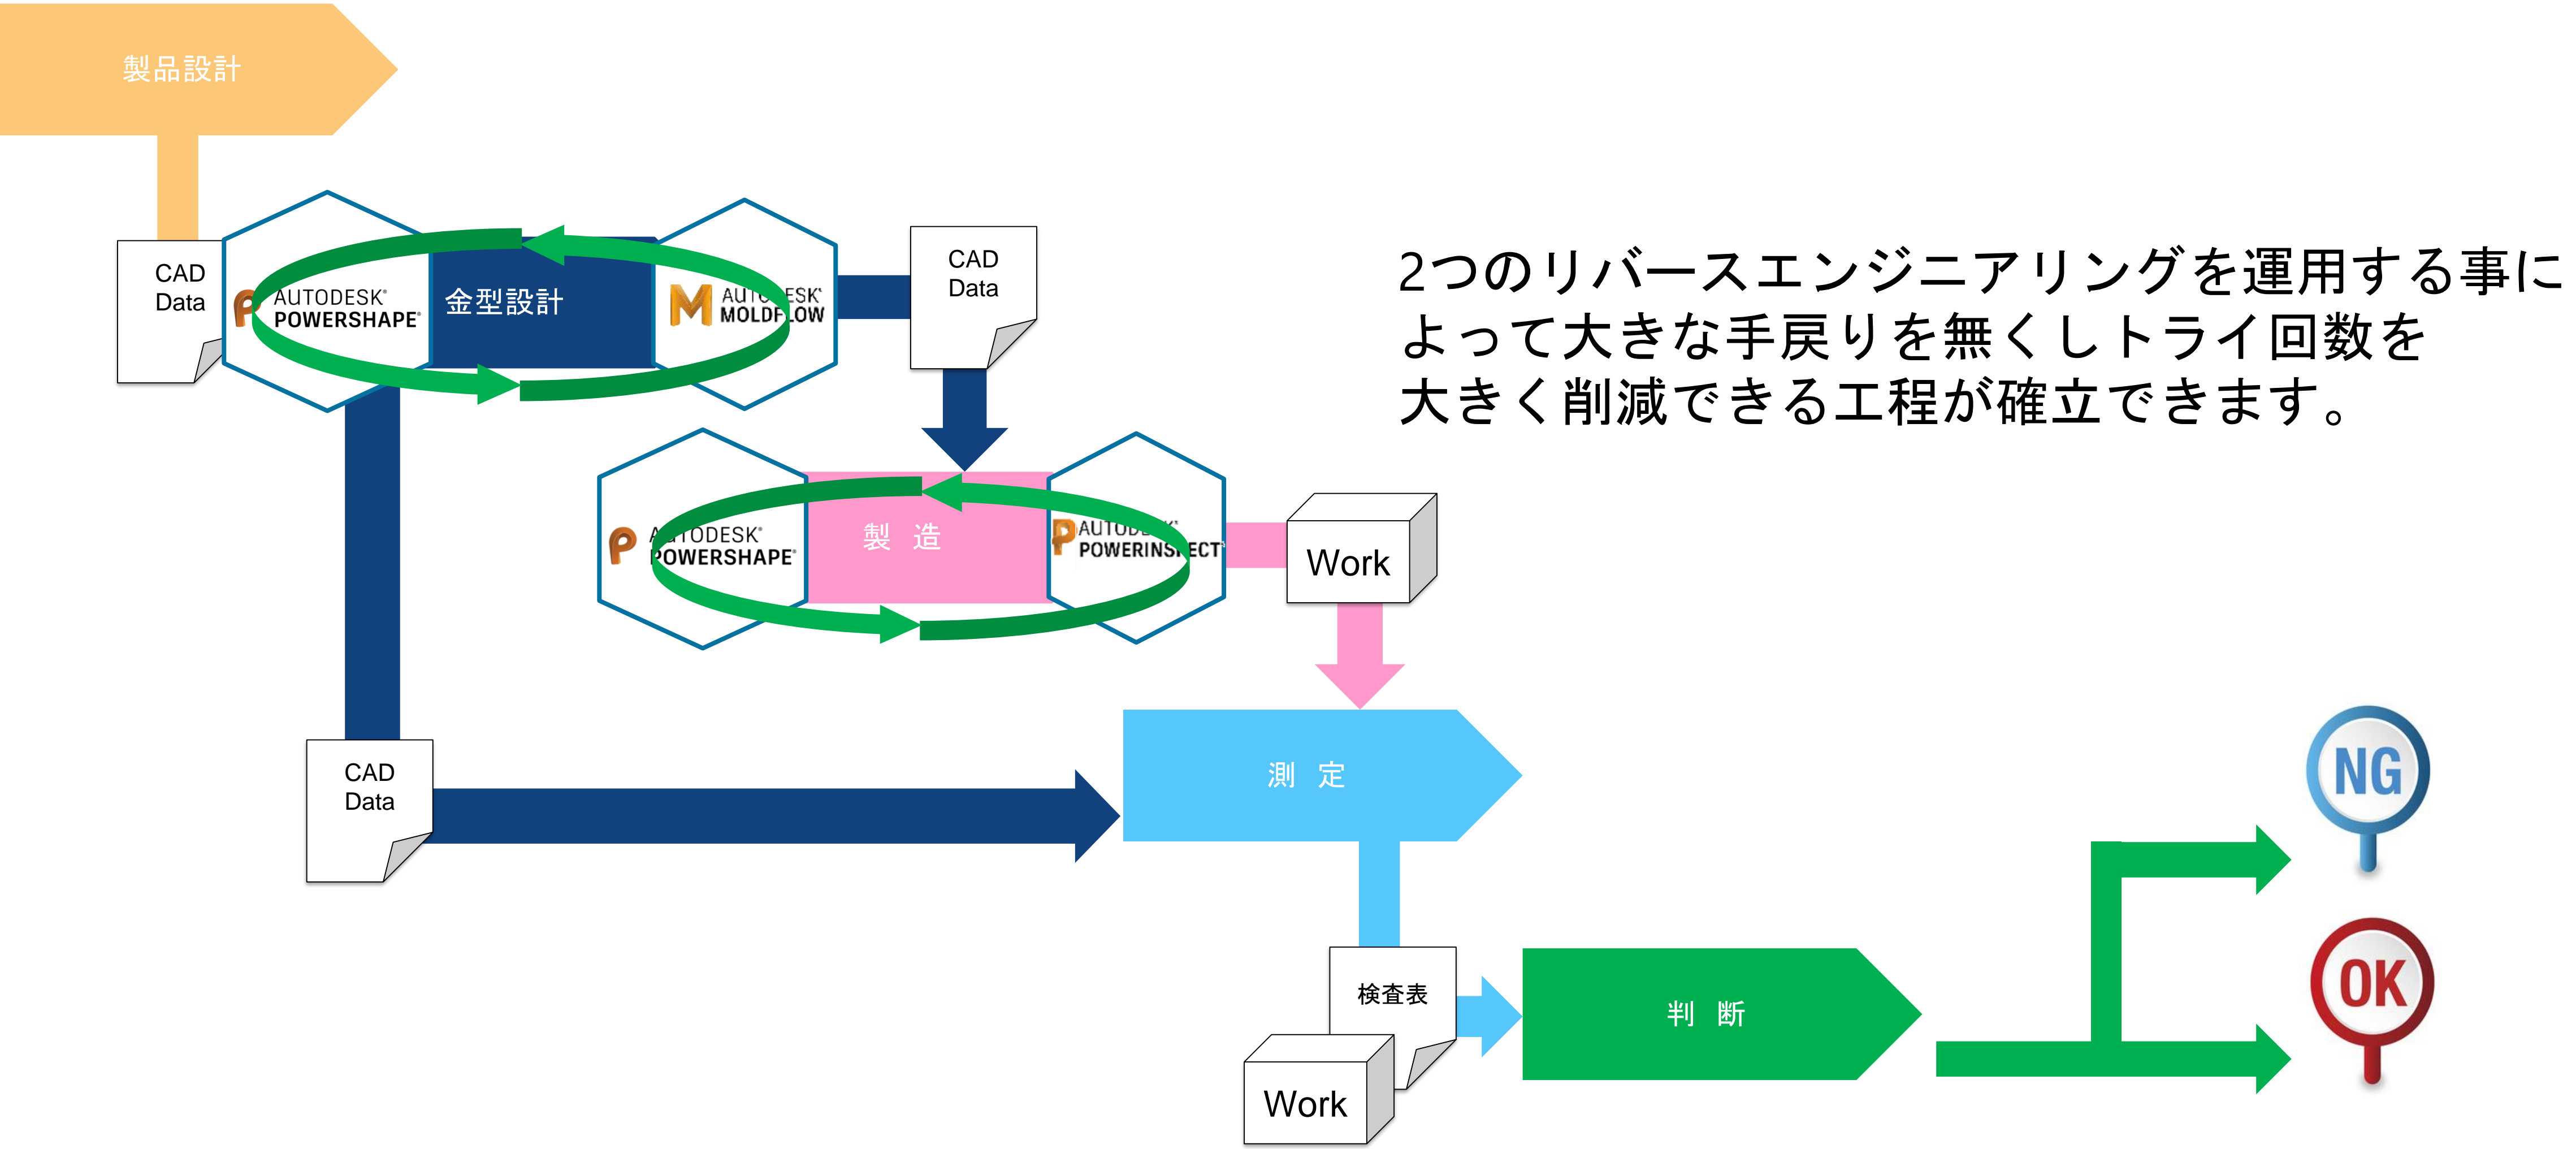 製品設計
CAD
Data
AUTODESK®
POWERSHAPE®
金型設計
AUTODESK®
MOLDFLOW
CAD
Data
2つのリバースエンジニアリングを運用する事に
よって大きな手戻りを無くしトライ回数を
大きく削減できる工程が確立できます。
AUTODESK®
POWERSHAPE®
製 造
AUTODESK®
POWERINSPECT
Work
CAD
Data
測 定
NG
検査表
Work
判 断
OK